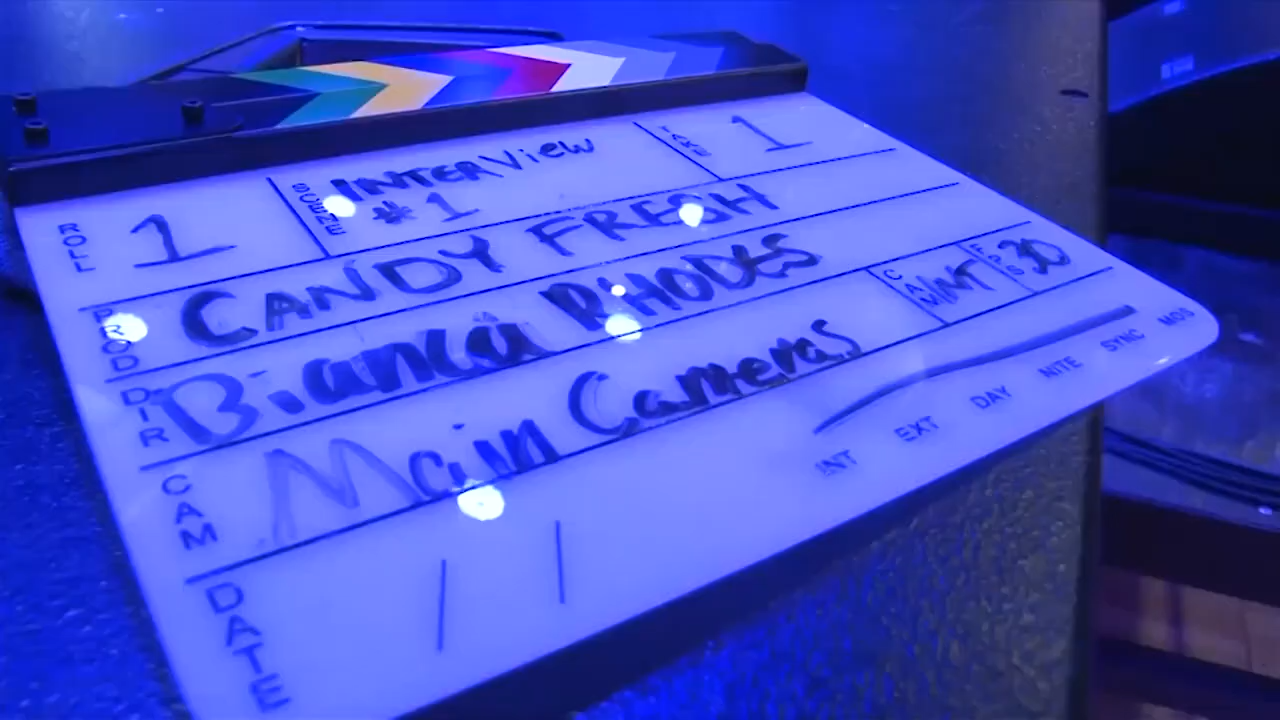 ROLL 1 SCENE INTERView #1 TAKE 1
PROD CANDY FRESH
DIR Bianca RHODES
CAM Main Cameras CAM INT FPS 30
INT EXT DAY NITE SYNC MOS
DATE / /